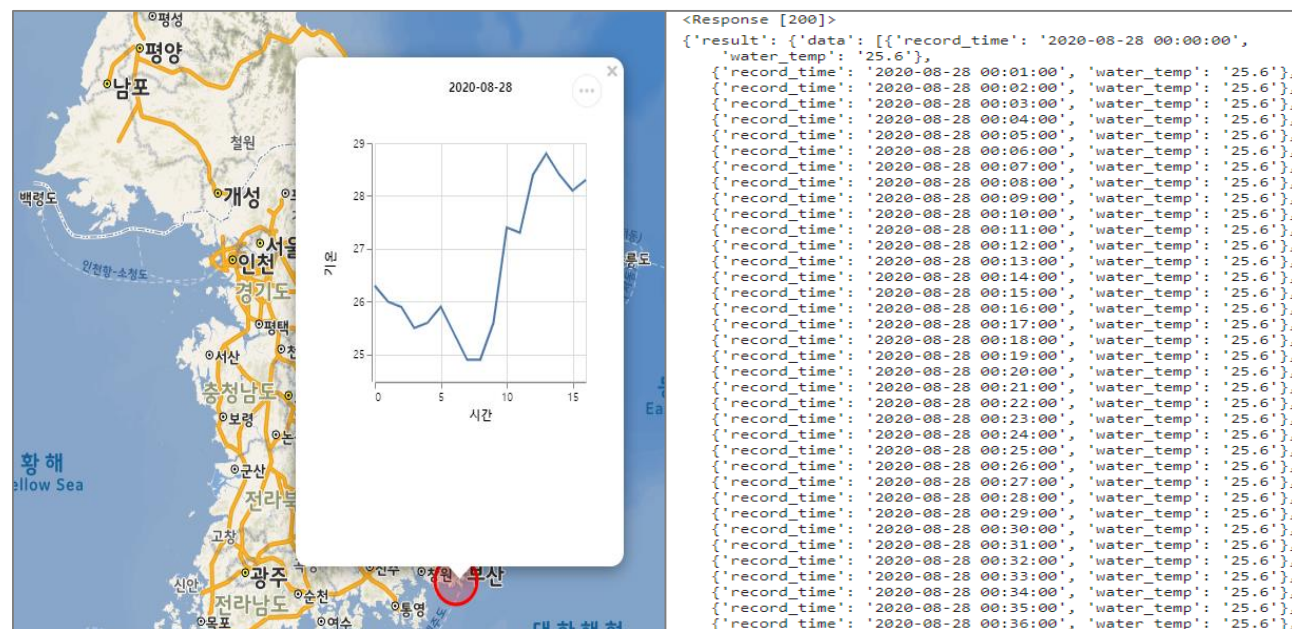 평성
평양
남포
철원
백령도
개성
서울
인천
인천항-소청도
경기도
평택
서산
충청남도
보령
황해
ellow Sea
군산
전라북
고창
광주
신안
전라남도
순천
목포
여수
진주
창원
부산
통영
대한해협
릉도
Ea
×
2020-08-28
29
28
27
26
25
기온
0
5
10
15
시간
<Response [200]>
{'result': {'data': [{'record_time': '2020-08-28 00:00:00',
'water_temp': '25.6'},
{'record_time': '2020-08-28 00:01:00', 'water_temp': '25.6'},
{'record_time': '2020-08-28 00:02:00', 'water_temp': '25.6'},
{'record_time': '2020-08-28 00:03:00', 'water_temp': '25.6'},
{'record_time': '2020-08-28 00:04:00', 'water_temp': '25.6'},
{'record_time': '2020-08-28 00:05:00', 'water_temp': '25.6'},
{'record_time': '2020-08-28 00:06:00', 'water_temp': '25.6'},
{'record_time': '2020-08-28 00:07:00', 'water_temp': '25.6'},
{'record_time': '2020-08-28 00:08:00', 'water_temp': '25.6'},
{'record_time': '2020-08-28 00:09:00', 'water_temp': '25.6'},
{'record_time': '2020-08-28 00:10:00', 'water_temp': '25.6'},
{'record_time': '2020-08-28 00:11:00', 'water_temp': '25.6'},
{'record_time': '2020-08-28 00:12:00', 'water_temp': '25.6'},
{'record_time': '2020-08-28 00:13:00', 'water_temp': '25.6'},
{'record_time': '2020-08-28 00:14:00', 'water_temp': '25.6'},
{'record_time': '2020-08-28 00:15:00', 'water_temp': '25.6'},
{'record_time': '2020-08-28 00:16:00', 'water_temp': '25.6'},
{'record_time': '2020-08-28 00:17:00', 'water_temp': '25.6'},
{'record_time': '2020-08-28 00:18:00', 'water_temp': '25.6'},
{'record_time': '2020-08-28 00:19:00', 'water_temp': '25.6'},
{'record_time': '2020-08-28 00:20:00', 'water_temp': '25.6'},
{'record_time': '2020-08-28 00:21:00', 'water_temp': '25.6'},
{'record_time': '2020-08-28 00:22:00', 'water_temp': '25.6'},
{'record_time': '2020-08-28 00:23:00', 'water_temp': '25.6'},
{'record_time': '2020-08-28 00:24:00', 'water_temp': '25.6'},
{'record_time': '2020-08-28 00:25:00', 'water_temp': '25.6'},
{'record_time': '2020-08-28 00:26:00', 'water_temp': '25.6'},
{'record_time': '2020-08-28 00:27:00', 'water_temp': '25.6'},
{'record_time': '2020-08-28 00:28:00', 'water_temp': '25.6'},
{'record_time': '2020-08-28 00:29:00', 'water_temp': '25.6'},
{'record_time': '2020-08-28 00:30:00', 'water_temp': '25.6'},
{'record_time': '2020-08-28 00:31:00', 'water_temp': '25.6'},
{'record_time': '2020-08-28 00:32:00', 'water_temp': '25.6'},
{'record_time': '2020-08-28 00:33:00', 'water_temp': '25.6'},
{'record_time': '2020-08-28 00:34:00', 'water_temp': '25.6'},
{'record_time': '2020-08-28 00:35:00', 'water_temp': '25.6'},
{'record_time': '2020-08-28 00:36:00', 'water_temp': '25.6'},